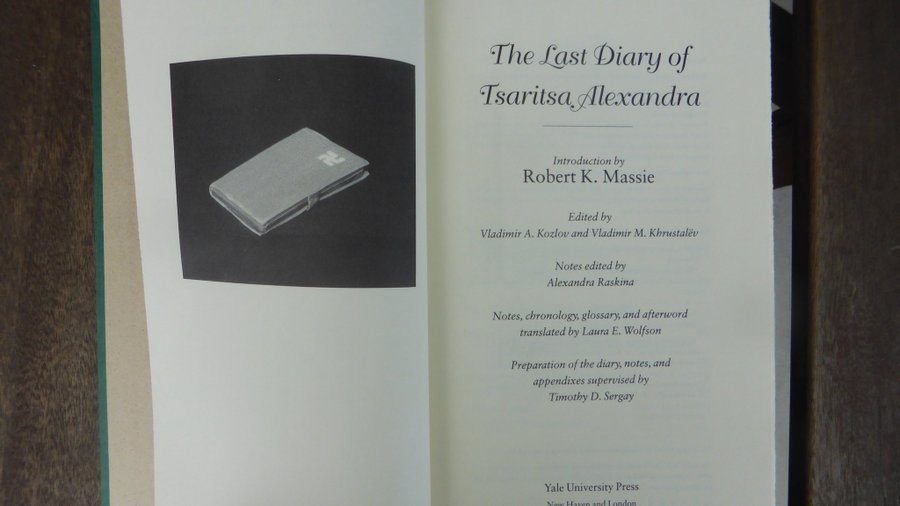 The Last Diary of
Tsaritsa Alexandra
Introduction by
Robert K. Massie
Edited by
Vladimir A. Kozlov and Vladimir M. Khrustalëv
Notes edited by
Alexandra Raskina
Notes, chronology, glossary, and afterword
translated by Laura E. Wolfson
Preparation of the diary, notes, and
appendixes supervised by
Timothy D. Sergay
Yale University Press
New Haven and London